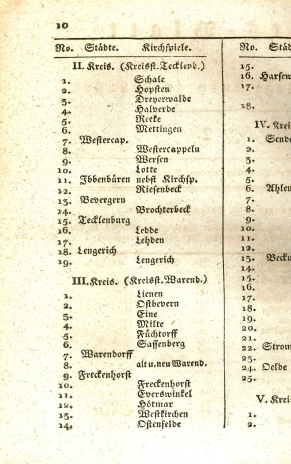 10
No. Städte. Kirchspiele.
II. Kreis. (Kreisst. Tecklenb.)
1. Schale
2. Hopsten
3. Dreyerwalde
4. Halverde
5. Recke
6. Mettingen
7. Westercap.
8. Westercappeln
9. Wersen
10. Lotte
11. Ibbenbüren nebst Kirchsp.
12. Riesenbeck
13. Bevergern
14. Brochterbeck
15. Tecklenburg
16. Ledde
17. Lehden
18. Lengerich
19. Lengerich
III. Kreis. (Kreisst. Warend.)
1. Lienen
2. Ostbevern
3. Eine
4. Milte
5. Füchtorff
6. Sassenberg
7. Warendorff
8. alt u. neu Warend.
9. Freckenhorst
10. Freckenhorst
11. Everswinkel
12. Hötmar
13. Westkirchen
14. Ostenfelde
No. Städ
15.
16. Harsew
17.
18.
IV. Krei
1. Send
2.
3.
4.
5.
6. Ahlen
7.
8.
9.
10.
11.
12.
13. Becku
14.
15.
16.
17.
18.
19.
20.
21.
22. Strom
23.
24. Oelde
25.
V. Krei
1.
2.